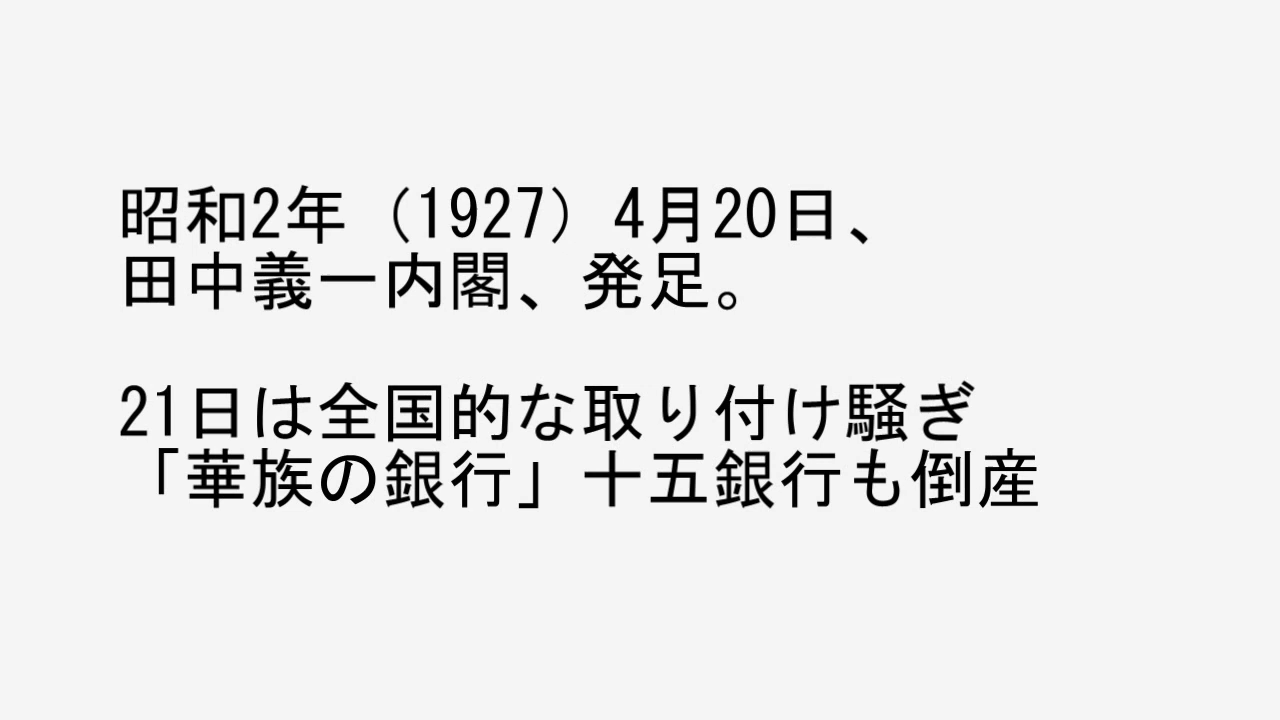 昭和2年（1927）4月20日、
田中義一内閣、発足。
21日は全国的な取り付け騒ぎ
「華族の銀行」十五銀行も倒産